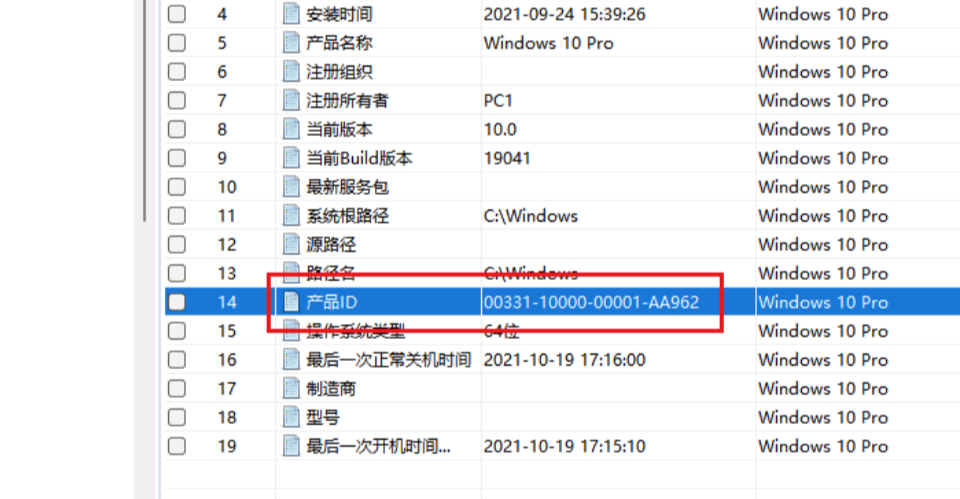 4 安装时间 2021-09-24 15:39:26 Windows 10 Pro
5 产品名称 Windows 10 Pro Windows 10 Pro
6 注册组织 Windows 10 Pro
7 注册所有者 PC1 Windows 10 Pro
8 当前版本 10.0 Windows 10 Pro
9 当前Build版本 19041 Windows 10 Pro
10 最新服务包 Windows 10 Pro
11 系统根路径 C:\Windows Windows 10 Pro
12 源路径 Windows 10 Pro
13 路径名 C:\Windows Windows 10 Pro
14 产品ID 00331-10000-00001-AA962 Windows 10 Pro
15 操作系统类型 64位 Windows 10 Pro
16 最后一次正常关机时间 2021-10-19 17:16:00 Windows 10 Pro
17 制造商 Windows 10 Pro
18 型号 Windows 10 Pro
19 最后一次开机时间... 2021-10-19 17:15:10 Windows 10 Pro